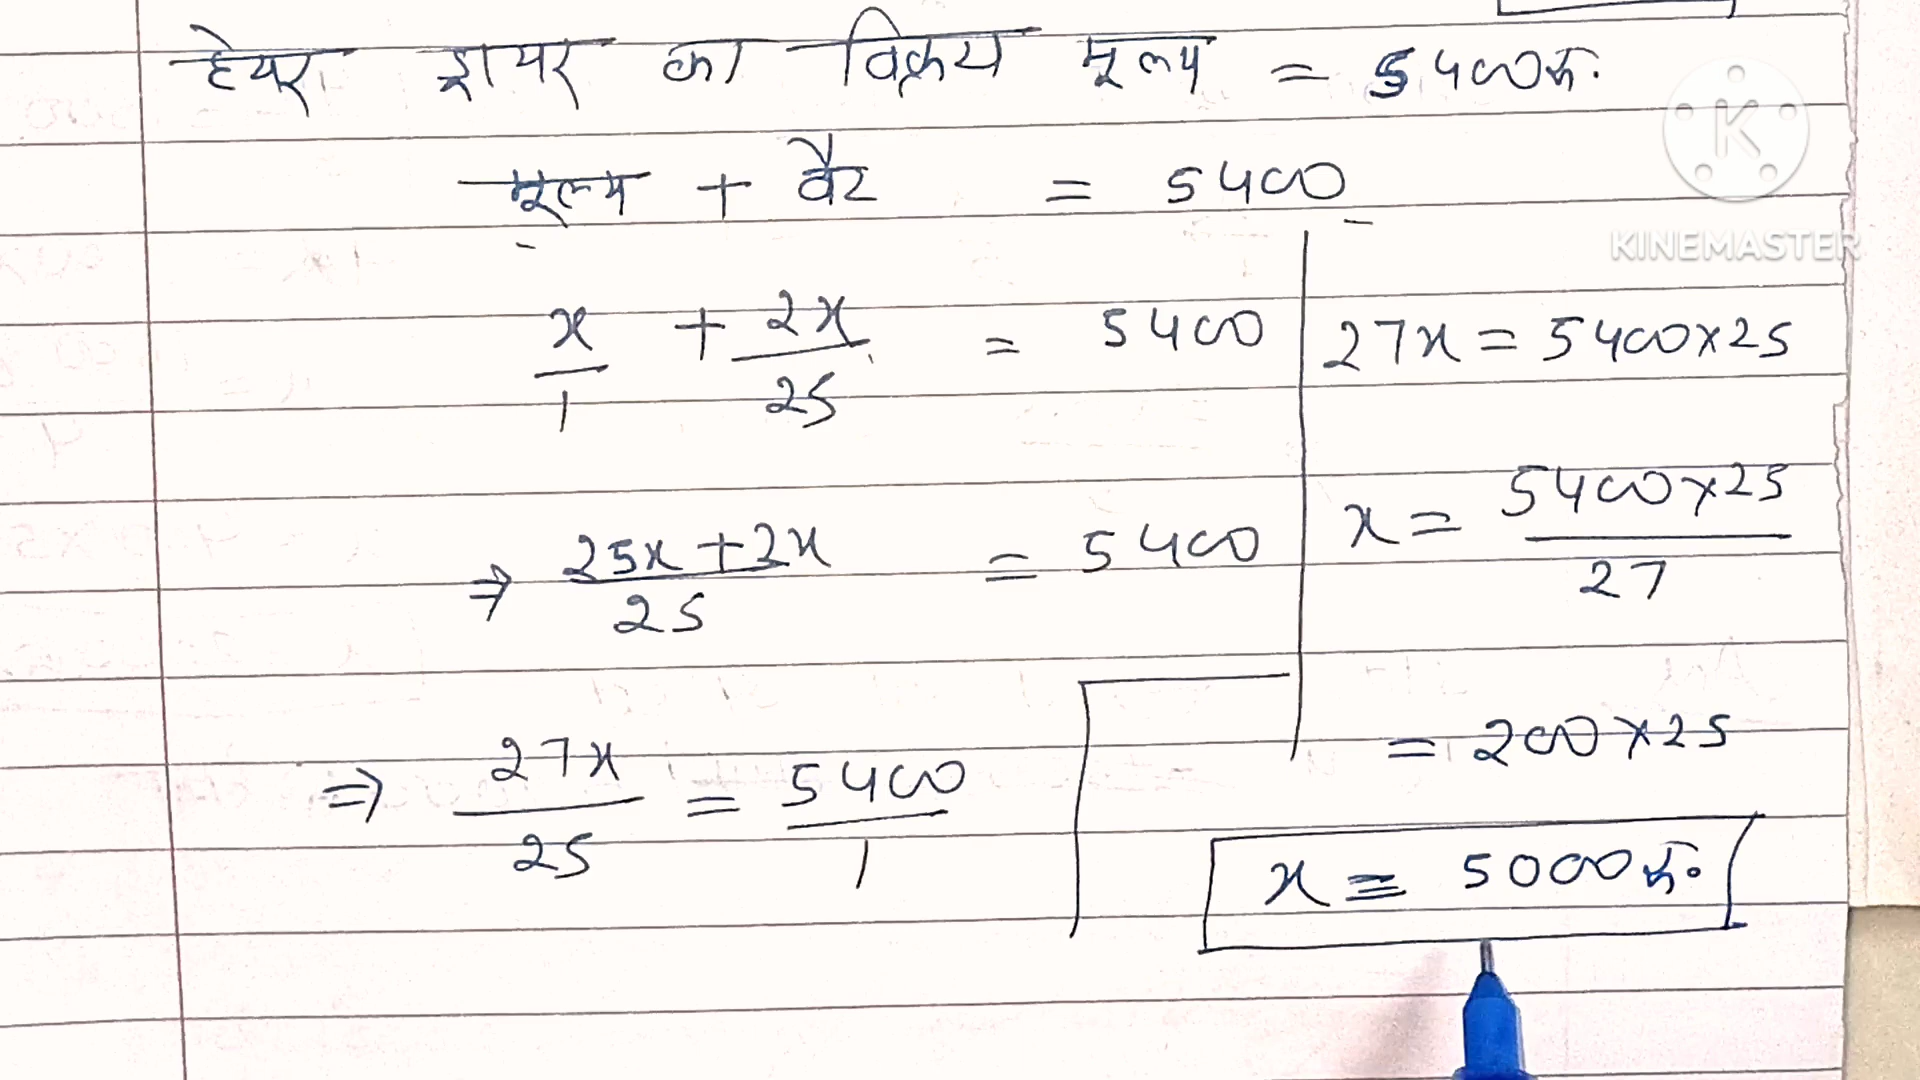 हेयर ड्रायर का विक्रय मूल्य = 5400रु.
मूल्य + वैट = 5400
x/1 + 2x/25 = 5400
⇒ 25x+2x/25 = 5400
⇒ 27x/25 = 5400/1
27x = 5400×25
x = 5400×25/27
= 200×25
x = 5000रु.
KINEMASTER